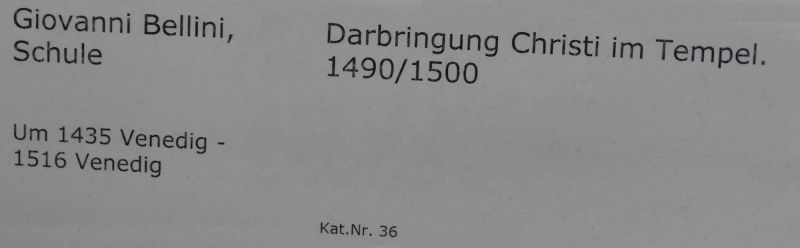 Giovanni Bellini,
Schule
Darbringung Christi im Tempel.
1490/1500
Um 1435 Venedig -
1516 Venedig
Kat.Nr. 36